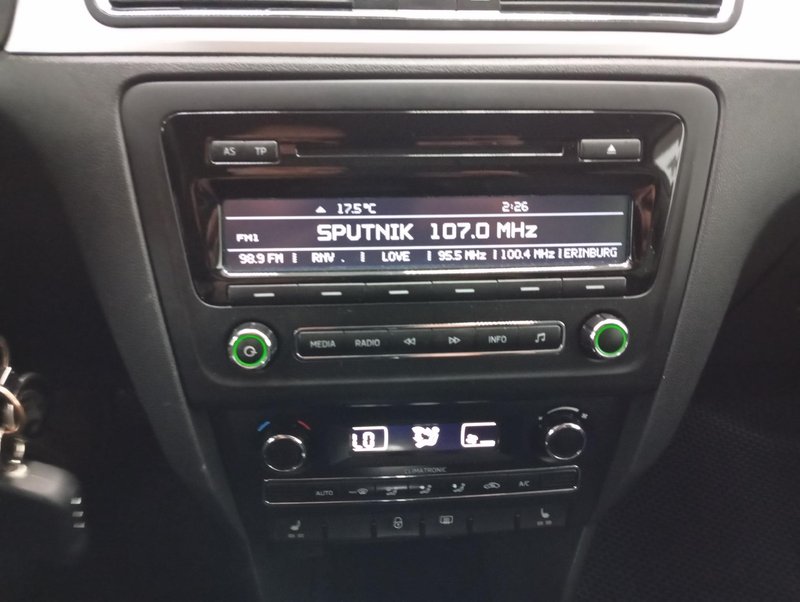 AS TP
17.5°C 2:26
FM1 SPUTNIK 107.0 MHz
98.9 FM RNV . LOVE 95.5 MHz 100.4 MHz ERINBURG
MEDIA RADIO INFO
LO
CLIMATRONIC
AUTO A/C